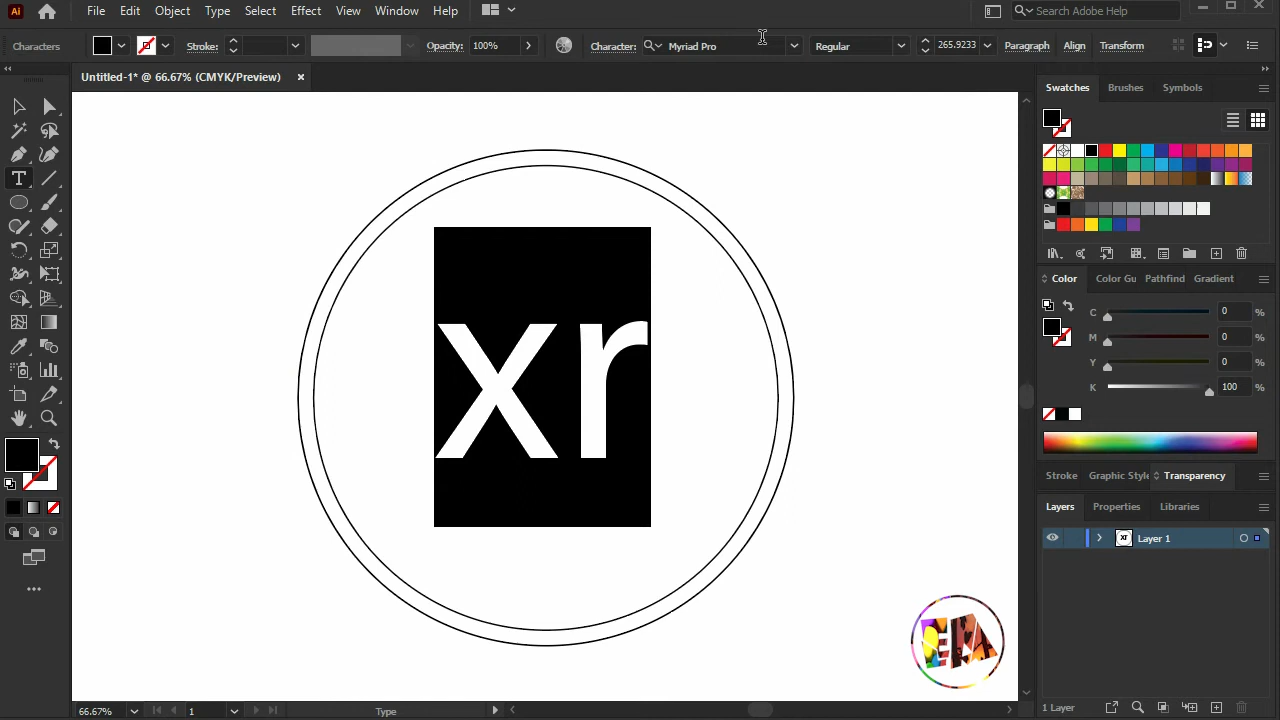 Ai File Edit Object Type Select Effect View Window Help Search Adobe Help
Characters Stroke: Opacity: 100% Character: Myriad Pro Regular 265.9233 Paragraph Align Transform
Untitled-1* @ 66.67% (CMYK/Preview)
Swatches Brushes Symbols
xr
Color Color Gu Pathfind Gradient
C 0 %
M 0 %
Y 0 %
K 100 %
Stroke Graphic Style Transparency
Layers Properties Libraries
Layer 1
EKA
66.67% 1 Type 1 Layer